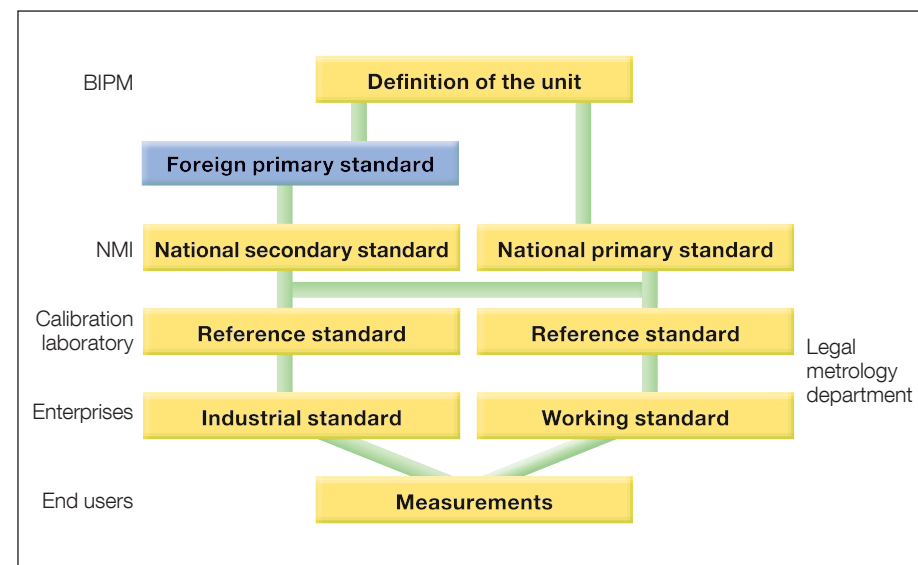 BIPM
Definition of the unit
Foreign primary standard
NMI
National secondary standard
National primary standard
Calibration
laboratory
Reference standard
Reference standard
Legal
metrology
department
Enterprises
Industrial standard
Working standard
End users
Measurements